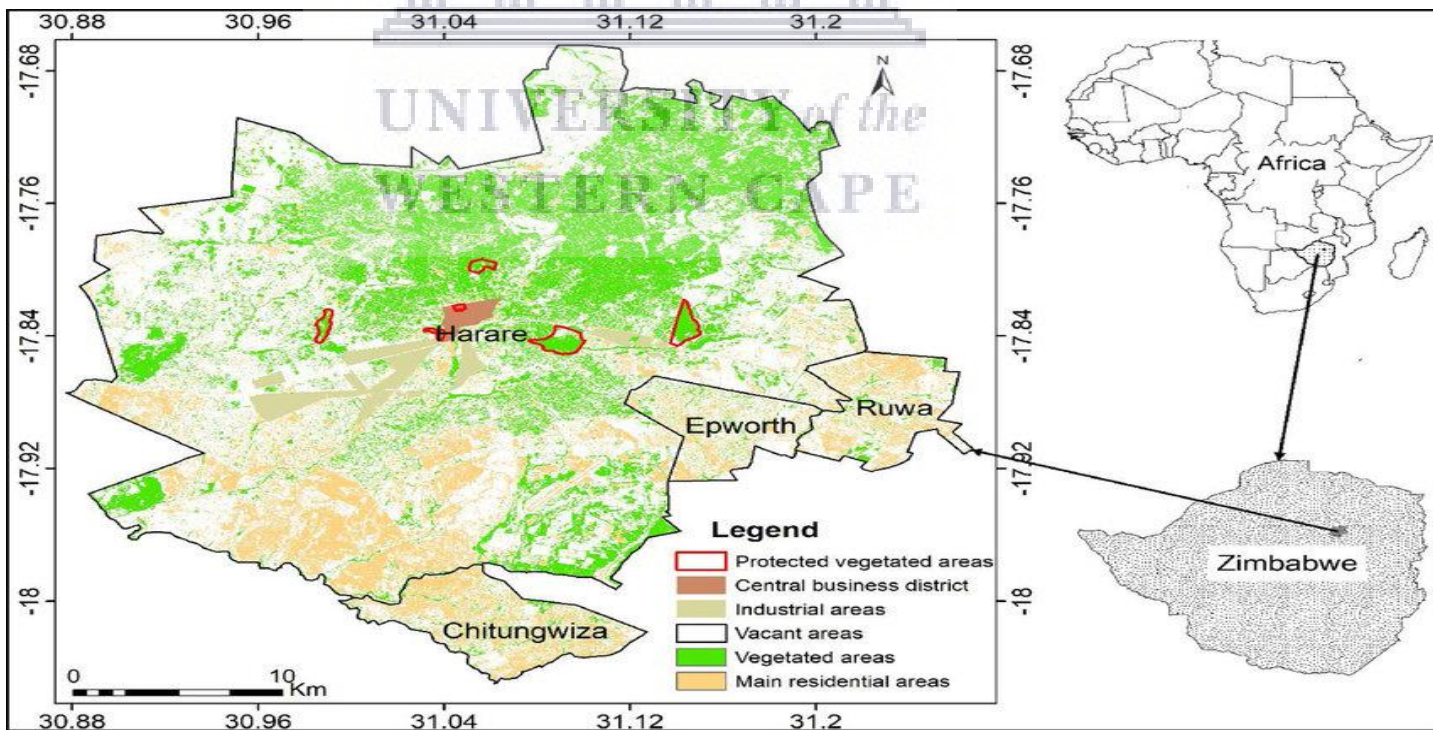 30.88 30.96 31.04 31.12 31.2
-17.68 -17.68
N
UNIVERSITY of the
WESTERN CAPE
Africa
-17.76 -17.76
-17.84 -17.84
Harare
Ruwa
Epworth
-17.92 -17.92
Zimbabwe
Legend
Protected vegetated areas
Central business district
Industrial areas
Vacant areas
Vegetated areas
Main residential areas
-18 -18
Chitungwiza
0 10
Km
30.88 30.96 31.04 31.12 31.2